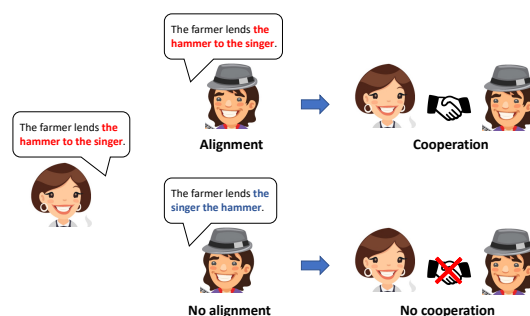 The farmer lends the
hammer to the singer.
Alignment
Cooperation
The farmer lends the
hammer to the singer.
The farmer lends the
singer the hammer.
No alignment
No cooperation